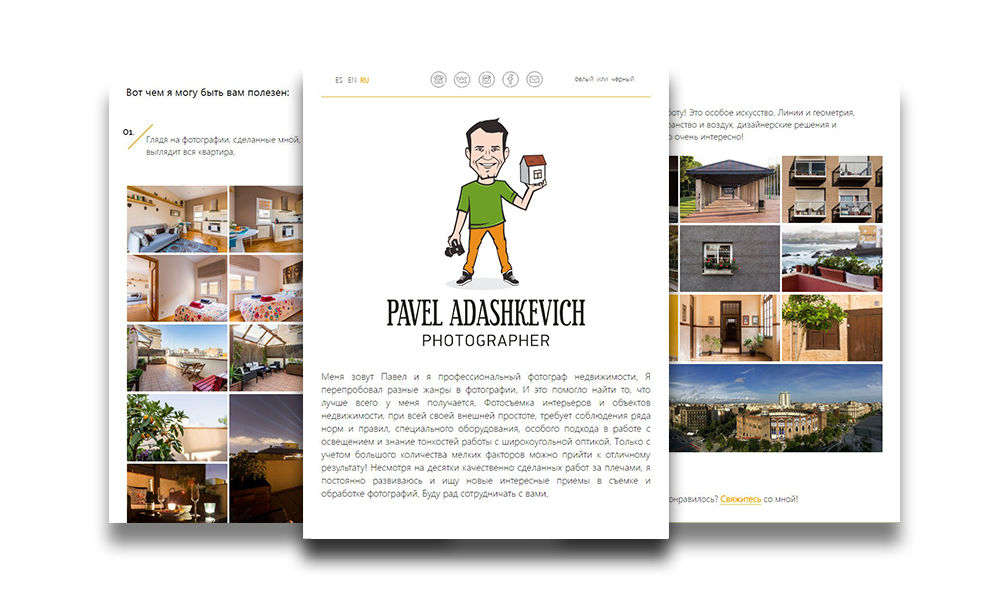 Вот чем я могу быть вам полезен:
01.
Глядя на фотографии, сделанные мной,
выглядит вся квартира.
ES EN RU
белый или чёрный
PAVEL ADASHKEVICH
PHOTOGRAPHER
Меня зовут Павел и я профессиональный фотограф недвижимости. Я
перепробовал разные жанры в фотографии. И это помогло найти то, что
лучше всего у меня получается. Фотосъемка интерьеров и объектов
недвижимости, при всей своей внешней простоте, требует соблюдения ряда
норм и правил, специального оборудования, особого подхода в работе с
освещением и знание тонкостей работы с широкоугольной оптикой. Только с
учетом большого количества мелких факторов можно прийти к отличному
результату! Несмотря на десятки качественно сделанных работ за плечами, я
постоянно развиваюсь и ищу новые интересные приемы в съемке и
обработке фотографий. Буду рад сотрудничать с вами.
боту! Это особое искусство. Линии и геометрия,
анство и воздух, дизайнерские решения и
о очень интересно!
онравилось? Свяжитесь со мной!